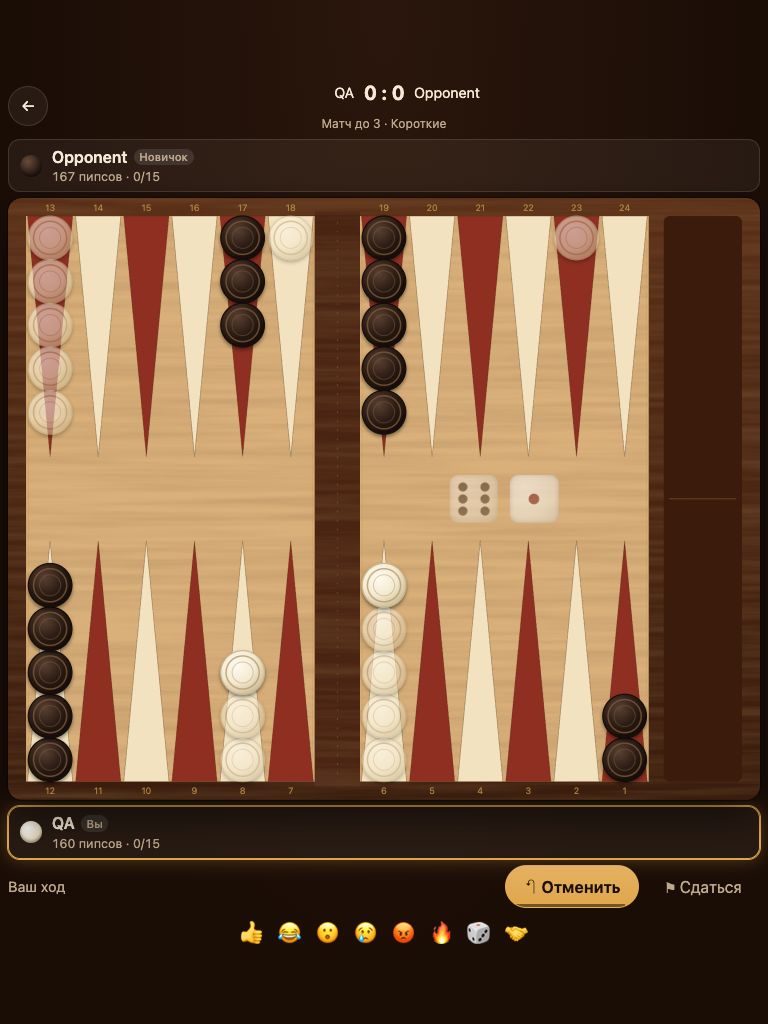 QA 0 : 0 Opponent
Матч до 3 · Короткие
Opponent Новичок
167 пипсов · 0/15
13 14 15 16 17 18 19 20 21 22 23 24
12 11 10 9 8 7 6 5 4 3 2 1
QA Вы
160 пипсов · 0/15
Ваш ход
Отменить
Сдаться